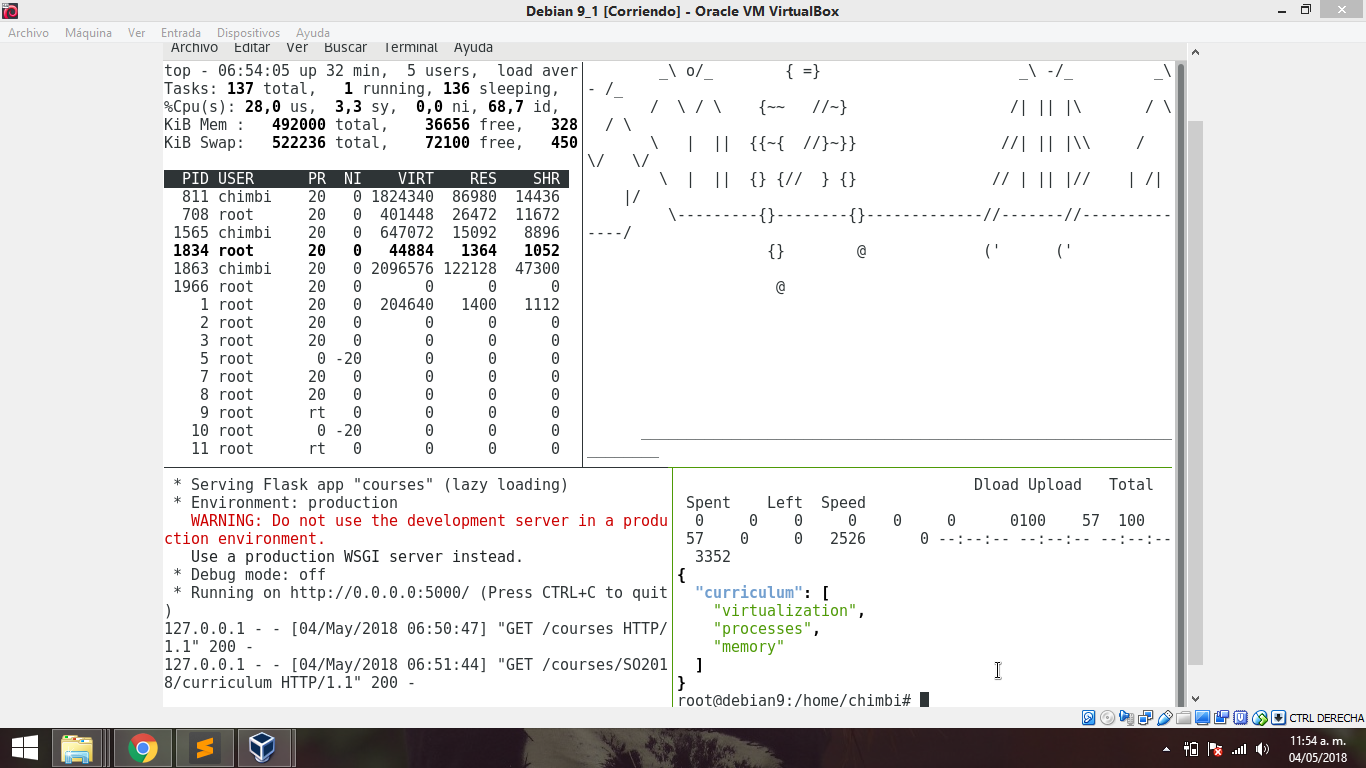 Debian 9_1 [Corriendo] - Oracle VM VirtualBox
Archivo Máquina Ver Entrada Dispositivos Ayuda
Archivo Editar Ver Buscar Terminal Ayuda
top - 06:54:05 up 32 min,  5 users,  load aver
Tasks: 137 total,   1 running, 136 sleeping,
%Cpu(s): 28,0 us,  3,3 sy,  0,0 ni, 68,7 id,
KiB Mem :   492000 total,    36656 free,   328
KiB Swap:   522236 total,    72100 free,   450
  PID USER      PR  NI    VIRT    RES    SHR
  811 chimbi    20   0 1824340  86980  14436
  708 root      20   0  401448  26472  11672
 1565 chimbi    20   0  647072  15092   8896
 1834 root      20   0   44884   1364   1052
 1863 chimbi    20   0 2096576 122128  47300
 1966 root      20   0       0      0      0
    1 root      20   0  204640   1400   1112
    2 root      20   0       0      0      0
    3 root      20   0       0      0      0
    5 root       0 -20       0      0      0
    7 root      20   0       0      0      0
    8 root      20   0       0      0      0
    9 root      rt   0       0      0      0
   10 root       0 -20       0      0      0
   11 root      rt   0       0      0      0
        _\ o/_        { =}                      _\ -/_         _\
- /_
       /  \ / \    {~~   //~}                  /| || |\       / \
  / \
       \   |  ||  {{~{  //}~}}                //| || |\\     /
\/   \/
        \  |  ||  {} {//  } {}               // | || |//    | /|
    |/
         \---------{}--------{}-------------//-------//----------
----/
                    {}        @             ('      ('
                     @
 * Serving Flask app "courses" (lazy loading)
 * Environment: production
   WARNING: Do not use the development server in a produ
ction environment.
   Use a production WSGI server instead.
 * Debug mode: off
 * Running on http://0.0.0.0:5000/ (Press CTRL+C to quit
)
127.0.0.1 - - [04/May/2018 06:50:47] "GET /courses HTTP/
1.1" 200 -
127.0.0.1 - - [04/May/2018 06:51:44] "GET /courses/SO201
8/curriculum HTTP/1.1" 200 -
                                 Dload Upload   Total
 Spent    Left  Speed
  0     0    0     0    0     0      0100    57  100
 57    0     0   2526      0 --:--:-- --:--:-- --:--:--
  3352
{
  "curriculum": [
    "virtualization",
    "processes",
    "memory"
  ]
}
root@debian9:/home/chimbi#
CTRL DERECHA
11:54 a. m.
04/05/2018